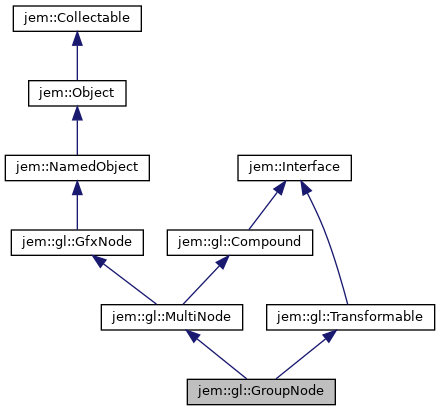 jem::Collectable
jem::Object
jem::NamedObject
jem::Interface
jem::gl::GfxNode
jem::gl::Compound
jem::gl::MultiNode
jem::gl::Transformable
jem::gl::GroupNode